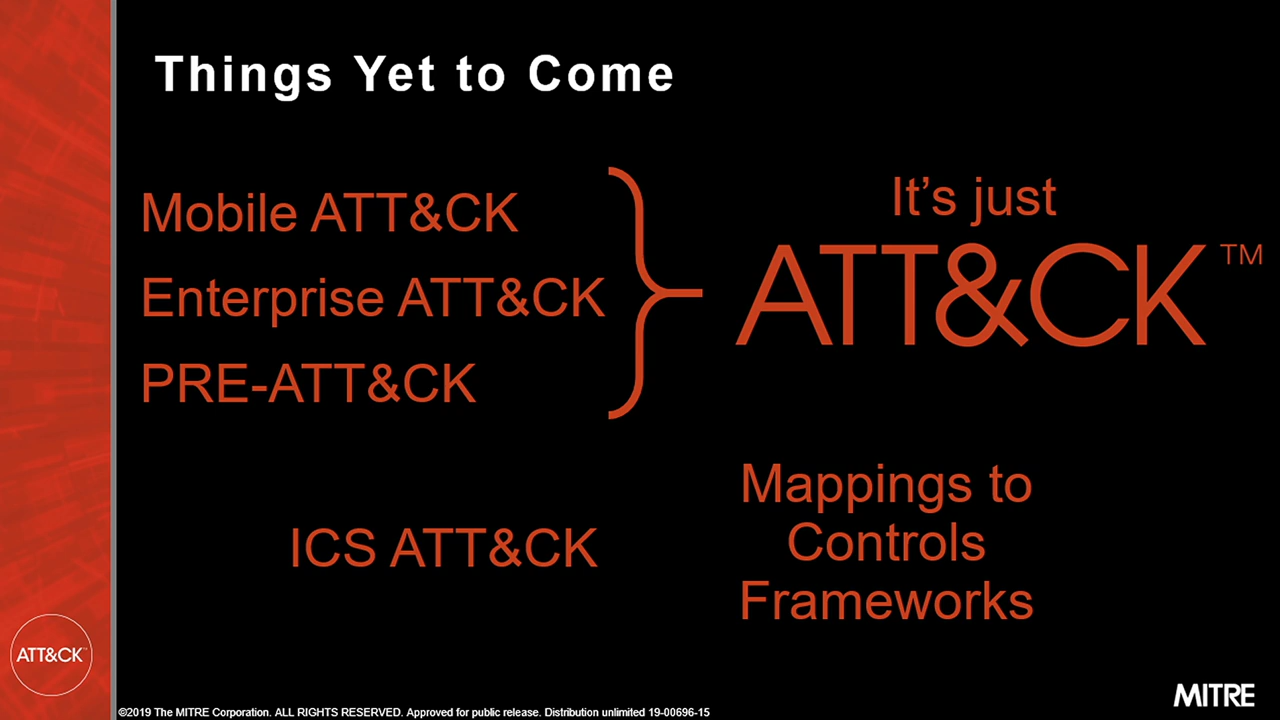 Things Yet to Come
Mobile ATT&CK
Enterprise ATT&CK
PRE-ATT&CK
It’s just
ATT&CK™
ICS ATT&CK
Mappings to
Controls
Frameworks
ATT&CK™
MITRE
©2019 The MITRE Corporation. ALL RIGHTS RESERVED. Approved for public release. Distribution unlimited 19-00696-15